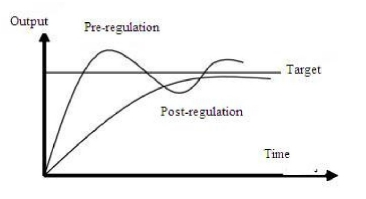 Output
Pre-regulation
Target
Post-regulation
Time